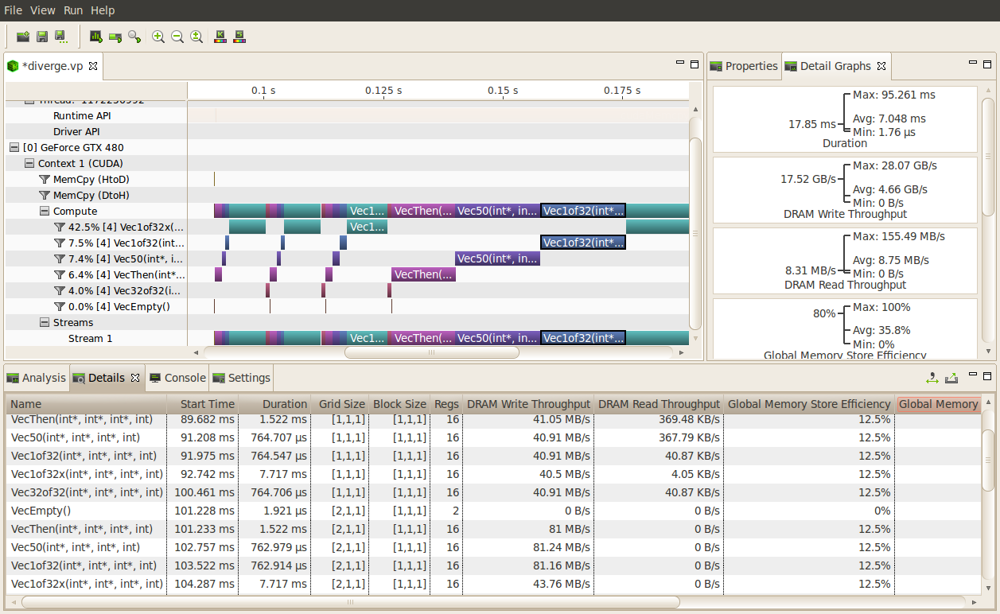 File View Run Help
*diverge.vp
0.1 s 0.125 s 0.15 s 0.175 s
Runtime API
Driver API
[0] GeForce GTX 480
Context 1 (CUDA)
MemCpy (HtoD)
MemCpy (DtoH)
Compute Vec1... VecThen(... Vec50(int*, in... Vec1of32(int*...
42.5% [4] Vec1of32x(... Vec1...
7.5% [4] Vec1of32(int... Vec1of32(int*...
7.4% [4] Vec50(int*, i... Vec50(int*, in...
6.4% [4] VecThen(int*... VecThen(...
4.0% [4] Vec32of32(i...
0.0% [4] VecEmpty()
Streams
Stream 1 Vec1... VecThen(... Vec50(int*, in... Vec1of32(int*...
Properties Detail Graphs
Max: 95.261 ms
17.85 ms
Avg: 7.048 ms
Min: 1.76 µs
Duration
Max: 28.07 GB/s
17.52 GB/s
Avg: 4.66 GB/s
Min: 0 B/s
DRAM Write Throughput
Max: 155.49 MB/s
Avg: 8.75 MB/s
8.31 MB/s
Min: 0 B/s
DRAM Read Throughput
Max: 100%
80%
Avg: 35.8%
Min: 0%
Global Memory Store Efficiency
Analysis Details Console Settings
Name Start Time Duration Grid Size Block Size Regs DRAM Write Throughput DRAM Read Throughput Global Memory Store Efficiency Global Memory
VecThen(int*, int*, int*, int) 89.682 ms 1.522 ms [1,1,1] [1,1,1] 16 41.05 MB/s 369.48 KB/s 12.5%
Vec50(int*, int*, int*, int) 91.208 ms 764.707 µs [1,1,1] [1,1,1] 16 40.91 MB/s 367.79 KB/s 12.5%
Vec1of32(int*, int*, int*, int) 91.975 ms 764.547 µs [1,1,1] [1,1,1] 16 40.91 MB/s 40.87 KB/s 12.5%
Vec1of32x(int*, int*, int*, int) 92.742 ms 7.717 ms [1,1,1] [1,1,1] 16 40.5 MB/s 4.05 KB/s 12.5%
Vec32of32(int*, int*, int*, int) 100.461 ms 764.706 µs [1,1,1] [1,1,1] 16 40.91 MB/s 40.87 KB/s 12.5%
VecEmpty() 101.228 ms 1.921 µs [2,1,1] [1,1,1] 2 0 B/s 0 B/s 0%
VecThen(int*, int*, int*, int) 101.233 ms 1.522 ms [2,1,1] [1,1,1] 16 81 MB/s 0 B/s 12.5%
Vec50(int*, int*, int*, int) 102.757 ms 762.979 µs [2,1,1] [1,1,1] 16 81.24 MB/s 0 B/s 12.5%
Vec1of32(int*, int*, int*, int) 103.522 ms 762.914 µs [2,1,1] [1,1,1] 16 81.16 MB/s 0 B/s 12.5%
Vec1of32x(int*, int*, int*, int) 104.287 ms 7.717 ms [2,1,1] [1,1,1] 16 43.76 MB/s 0 B/s 12.5%